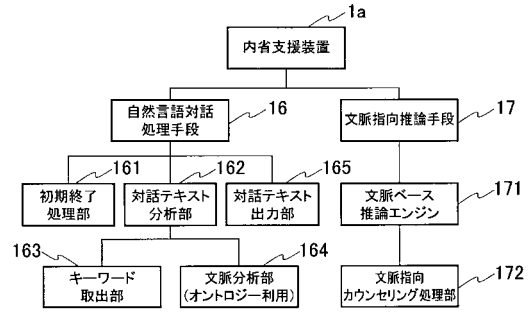 1a
内省支援装置
自然言語対話
処理手段
16
文脈指向推論手段
17
161
162
165
初期終了
処理部
対話テキスト
分析部
対話テキスト
出力部
文脈ベース
推論エンジン
171
163
164
キーワード
取出部
文脈分析部
(オントロジー利用)
文脈指向
カウンセリング処理部
172